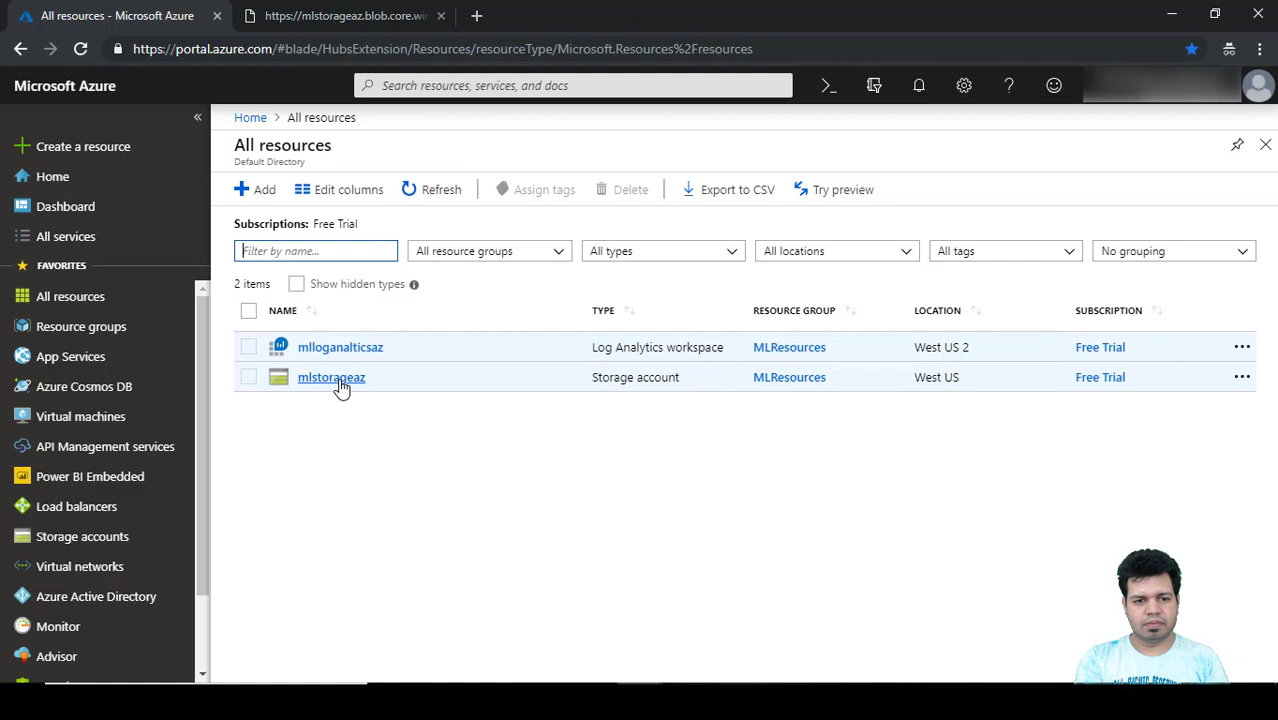 All resources - Microsoft Azure
https://mlstorageaz.blob.core.wi
https://portal.azure.com/#blade/HubsExtension/Resources/resourceType/Microsoft.Resources%2Fresources
Microsoft Azure
Search resources, services, and docs
Create a resource
Home
Dashboard
All services
FAVORITES
All resources
Resource groups
App Services
Azure Cosmos DB
Virtual machines
API Management services
Power BI Embedded
Load balancers
Storage accounts
Virtual networks
Azure Active Directory
Monitor
Advisor
Home > All resources
All resources
Default Directory
Add
Edit columns
Refresh
Assign tags
Delete
Export to CSV
Try preview
Subscriptions: Free Trial
Filter by name...
All resource groups
All types
All locations
All tags
No grouping
2 items
Show hidden types
NAME TYPE RESOURCE GROUP LOCATION SUBSCRIPTION
mlloganalticsaz Log Analytics workspace MLResources West US 2 Free Trial
mlstorageaz Storage account MLResources West US Free Trial